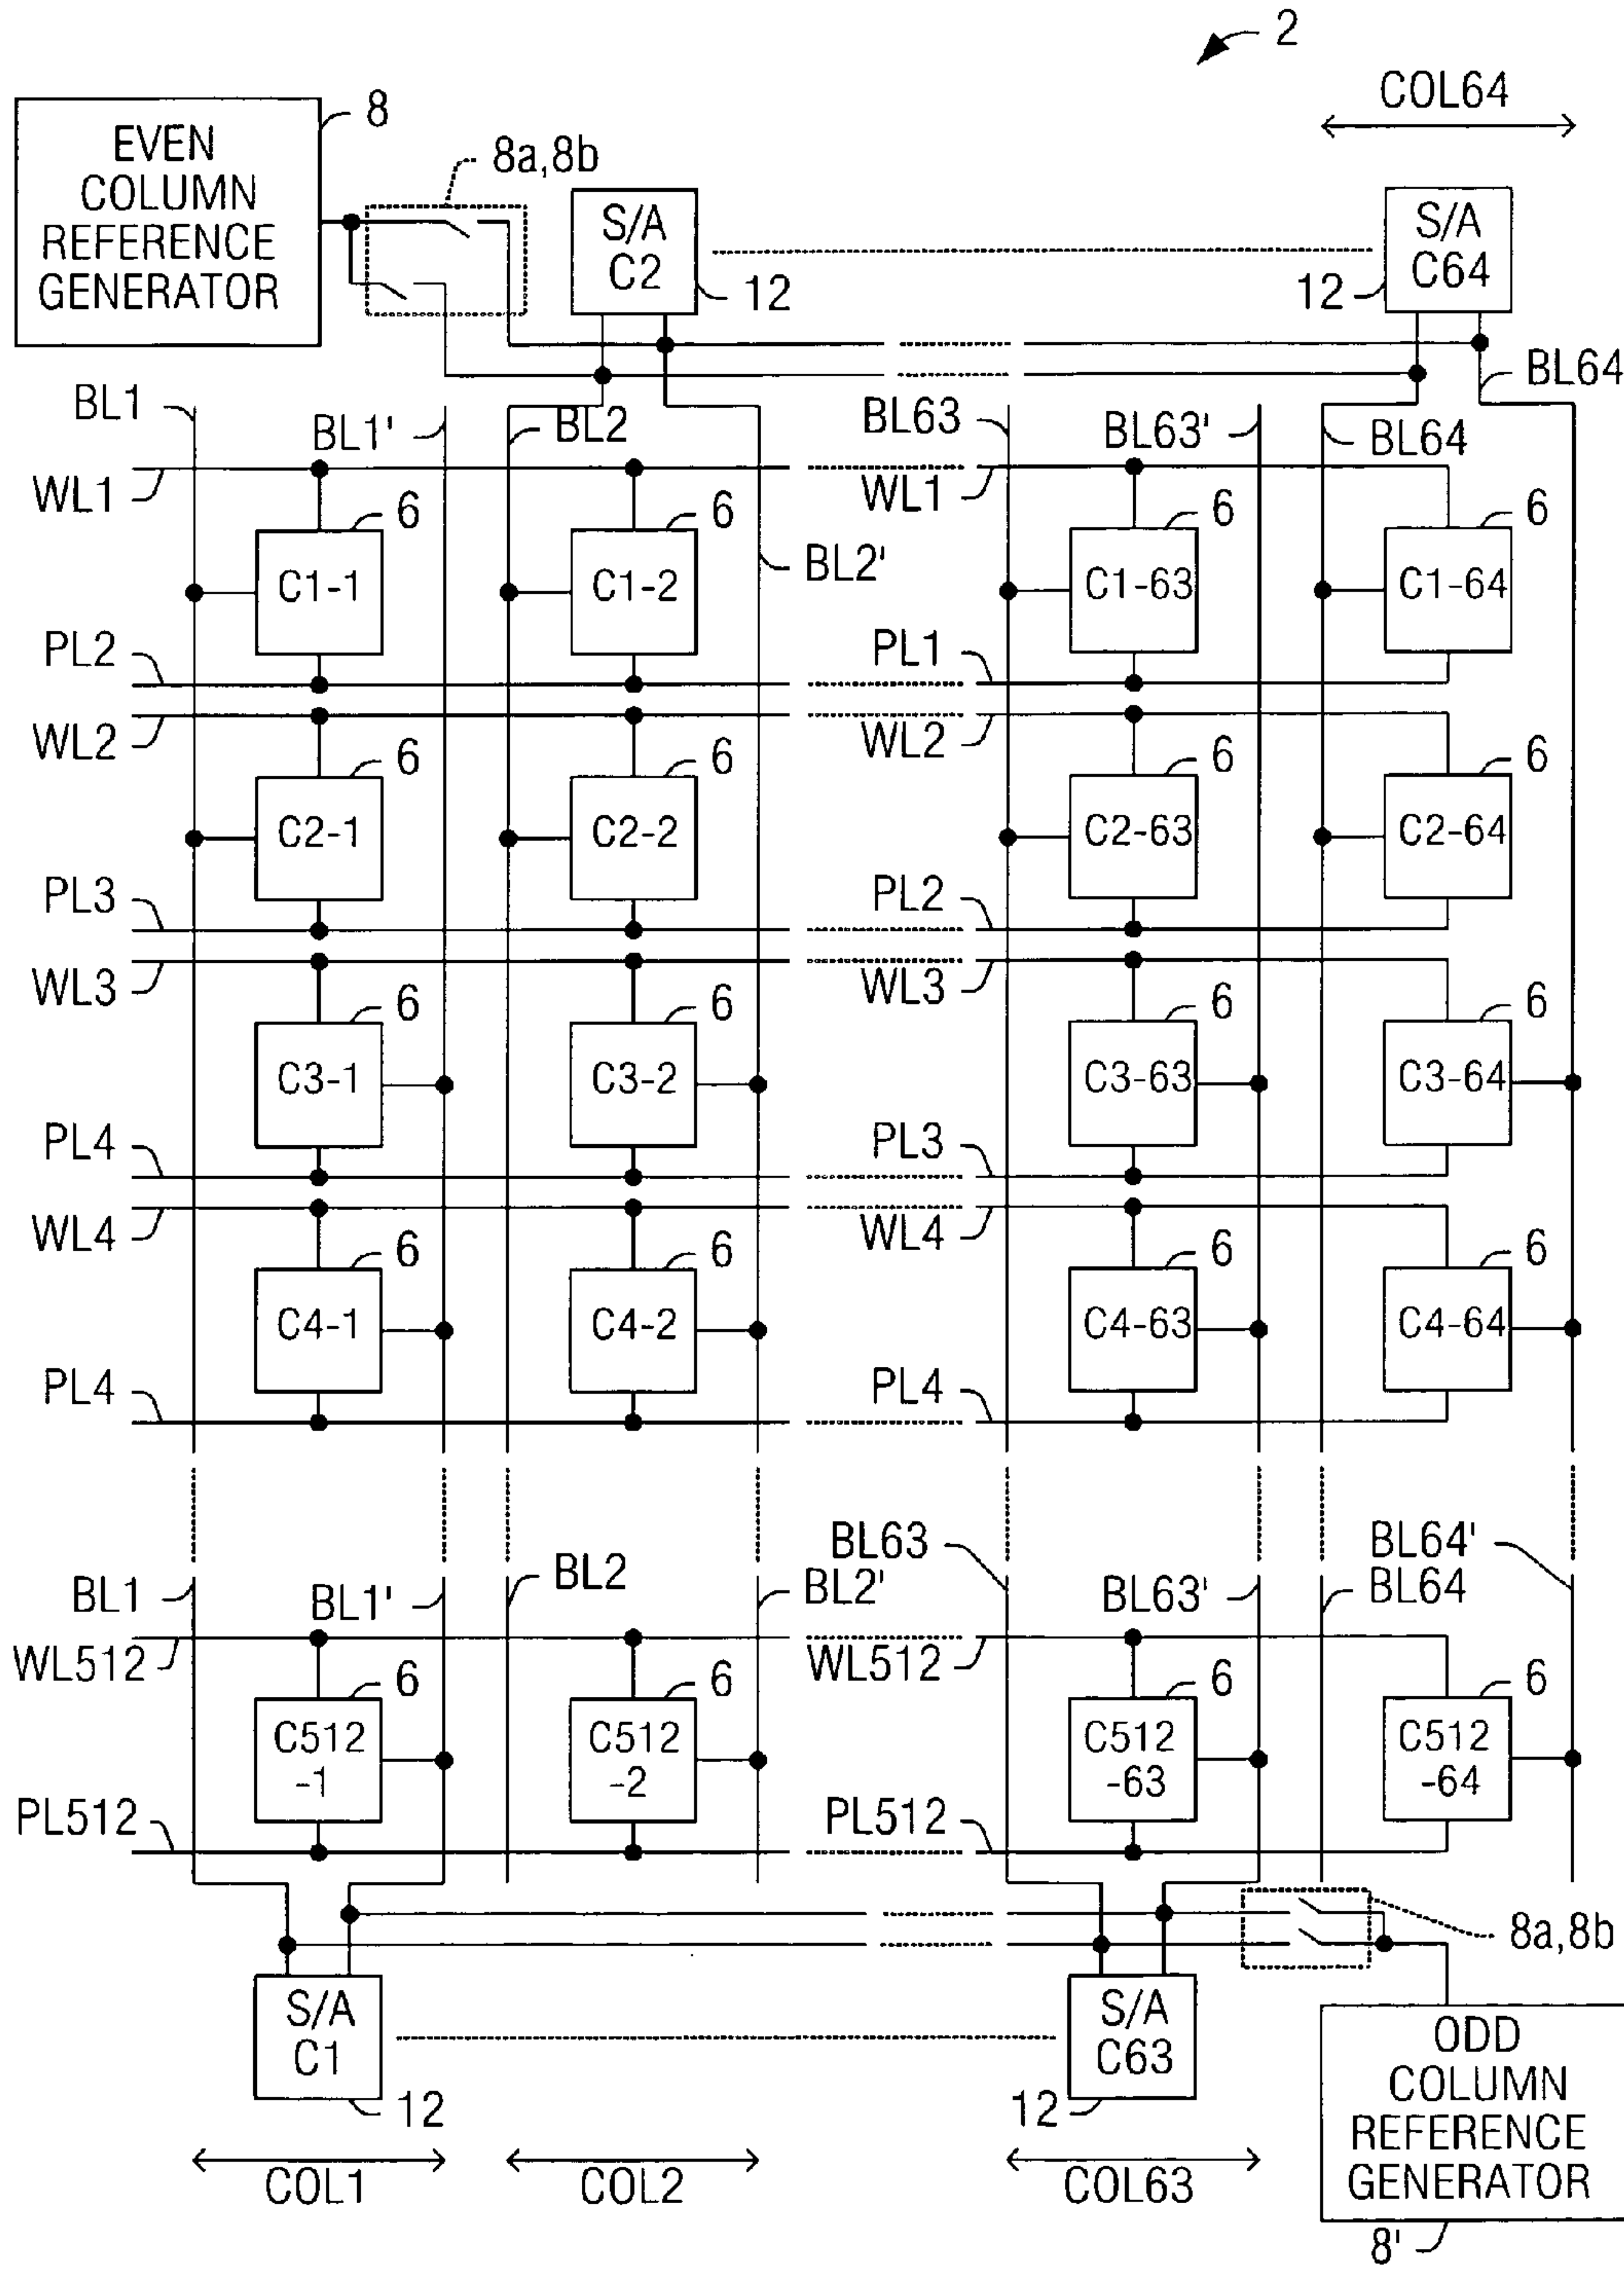 2
COL64
EVEN
COLUMN
REFERENCE
GENERATOR
8
8a,8b
S/A
C2
12
S/A
C64
12
BL1
BL1'
BL2
BL63
BL63'
BL64
BL64
WL1
6
6
WL1
6
6
C1-1
C1-2
BL2'
C1-63
C1-64
PL2
PL1
WL2
6
6
WL2
6
6
C2-1
C2-2
C2-63
C2-64
PL3
PL2
WL3
6
6
WL3
6
6
C3-1
C3-2
C3-63
C3-64
PL4
PL3
WL4
6
6
WL4
6
6
C4-1
C4-2
C4-63
C4-64
PL4
PL4
BL1
BL1'
BL2
BL2'
BL63
BL63'
BL64'
BL64
WL512
6
6
WL512
6
6
C512
-1
C512
-2
C512
-63
C512
-64
PL512
PL512
8a,8b
S/A
C1
12
S/A
C63
12
ODD
COLUMN
REFERENCE
GENERATOR
8'
COL1
COL2
COL63